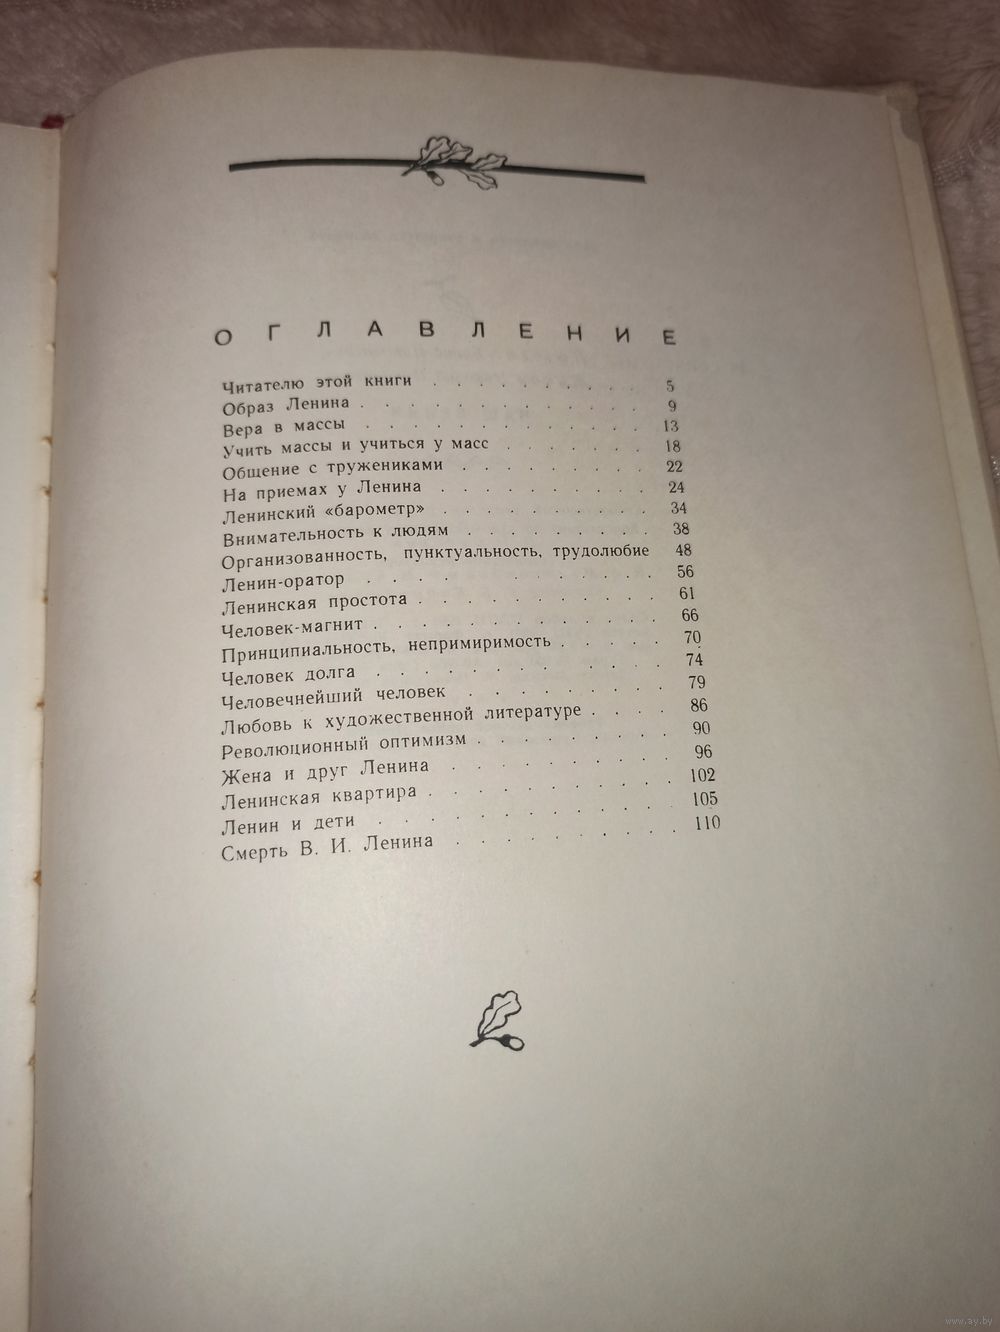 ОГЛАВЛЕНИЕ
Читателю этой книги . . . . . . . . . . 5
Образ Ленина . . . . . . . . . . . . . 9
Вера в массы . . . . . . . . . . . . . 13
Учить массы и учиться у масс . . . . . . . 18
Общение с тружениками . . . . . . . . . 22
На приемах у Ленина . . . . . . . . . . 24
Ленинский «барометр» . . . . . . . . . . 34
Внимательность к людям . . . . . . . . . 38
Организованность, пунктуальность, трудолюбие 48
Ленин-оратор . . . . . . . . . . . 56
Ленинская простота . . . . . . . . . . . 61
Человек-магнит . . . . . . . . . . . . . 66
Принципиальность, непримиримость . . . . . 70
Человек долга . . . . . . . . . . . 74
Человечнейший человек . . . . . . . . . 79
Любовь к художественной литературе . . . . 86
Революционный оптимизм . . . . . . . . . 90
Жена и друг Ленина . . . . . . . . . . 96
Ленинская квартира . . . . . . . . . . . 102
Ленин и дети . . . . . . . . . . . . . 105
Смерть В. И. Ленина . . . . . . . . . . 110
www.ay.by